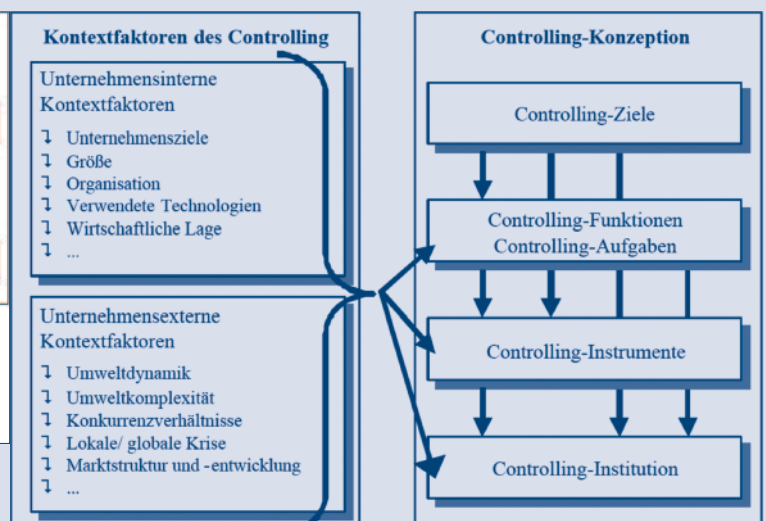 Kontextfaktoren des Controlling
Unternehmensinterne
Kontextfaktoren
Unternehmensziele
Größe
Organisation
Verwendete Technologien
Wirtschaftliche Lage
...
Unternehmensexterne
Kontextfaktoren
Umweltdynamik
Umweltkomplexität
Konkurrenzverhältnisse
Lokale/ globale Krise
Marktstruktur und -entwicklung
...
Controlling-Konzeption
Controlling-Ziele
Controlling-Funktionen
Controlling-Aufgaben
Controlling-Instrumente
Controlling-Institution